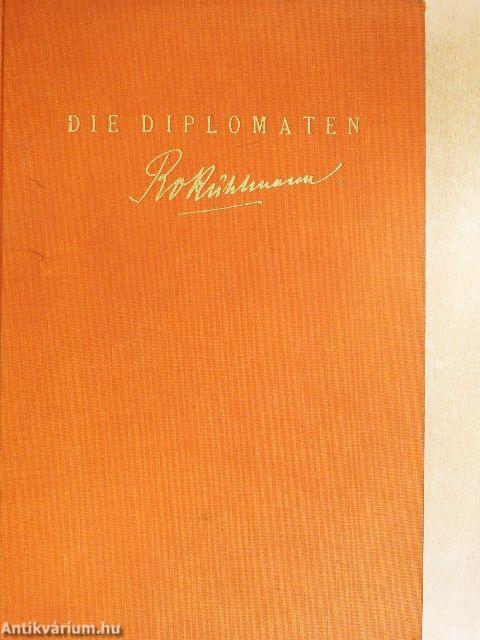 DIE DIPLOMATEN
RvKühlmann
Antikvárium.hu